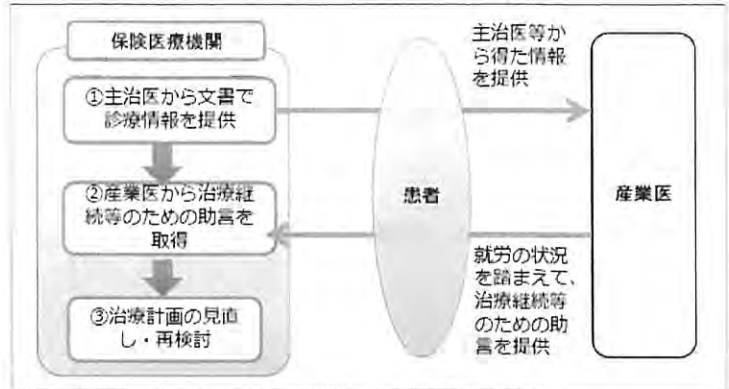 保険医療機関
①主治医から文書で
診療情報を提供
②産業医から治療継
続等のための助言を
取得
③治療計画の見直
し・再検討
主治医等か
ら得た情報
を提供
患者
就労の状況
を踏まえて、
治療継続等
のための助
言を提供
産業医